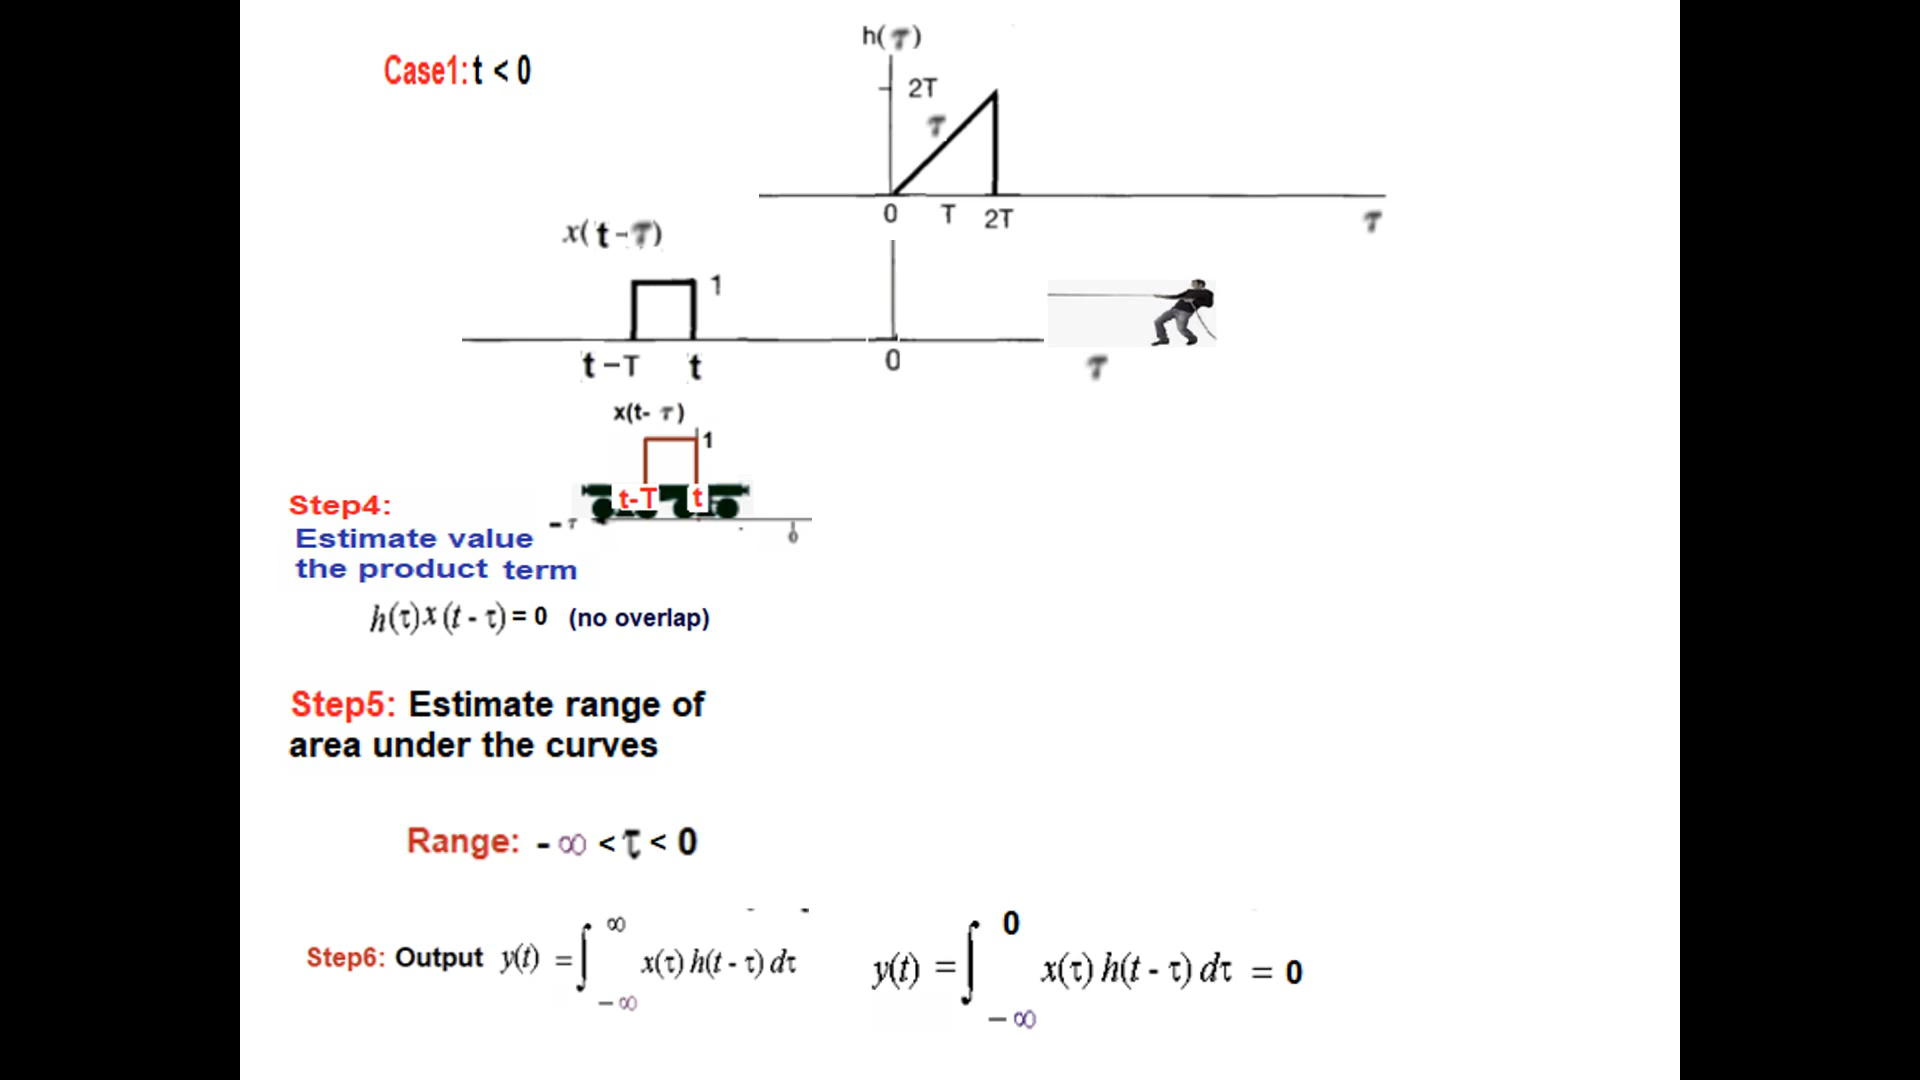 Case1: t < 0
h(τ)
2T
τ
0 T 2T
τ
x(t-τ)
1
t-T t
0
τ
x(t- τ)
1
t-T t
- τ
0
Step4:
Estimate value
the product term
h(τ)x(t - τ) = 0 (no overlap)
Step5: Estimate range of
area under the curves
Range: - ∞ < τ < 0
Step6: Output y(t) = ∫_{-∞}^{∞} x(τ) h(t - τ) dτ
y(t) = ∫_{-∞}^{0} x(τ) h(t - τ) dτ = 0